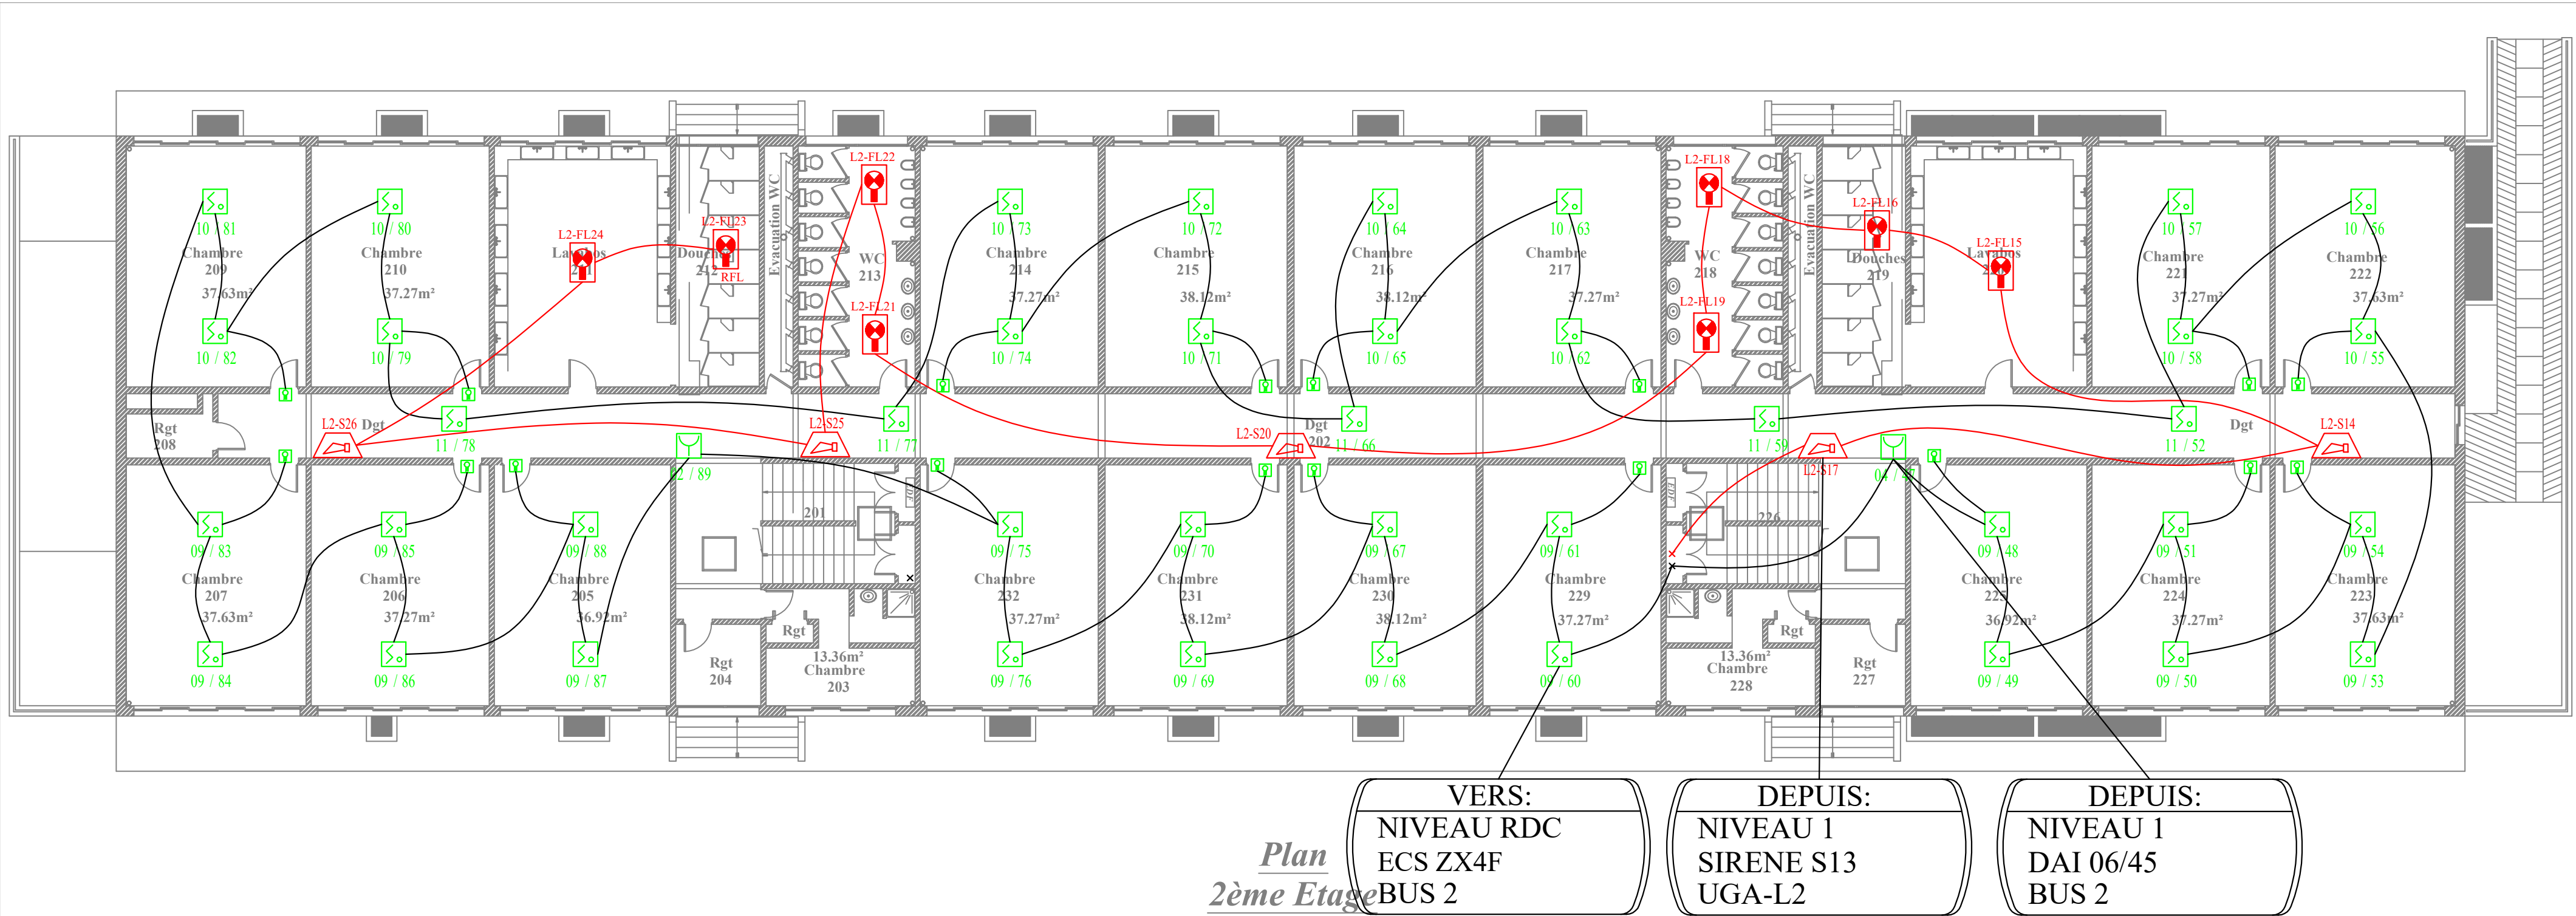 L2-FL22
L2-FL18
10 / 81
10 / 80
L2-FL24
L2-FL23
Evacuation WC
10 / 73
10 / 72
10 / 64
10 / 63
L2-FL16
Evacuation WC
L2-FL15
10 / 57
10 / 56
Chambre
209
37.63m²
Chambre
210
37.27m²
Lavabos
Douches
212
RFL
WC
213
Chambre
214
37.27m²
Chambre
215
38.12m²
Chambre
216
38.12m²
Chambre
217
37.27m²
WC
218
Douches
219
Lavabos
Chambre
221
37.27m²
Chambre
222
37.63m²
L2-FL21
L2-FL19
10 / 82
10 / 79
10 / 74
10 / 71
10 / 65
10 / 62
10 / 58
10 / 55
Rgt
208
L2-S26
Dgt
11 / 78
L2-S25
11 / 77
L2-S20
Dgt
202
11 / 66
11 / 59
L2-S17
11 / 52
Dgt
L2-S14
02 / 89
04 / 47
201
EDF
EDF
226
09 / 83
09 / 85
09 / 88
09 / 75
09 / 70
09 / 67
09 / 61
09 / 48
09 / 51
09 / 54
Chambre
207
37.63m²
Chambre
206
37.27m²
Chambre
205
36.92m²
Chambre
232
37.27m²
Chambre
231
38.12m²
Chambre
230
38.12m²
Chambre
229
37.27m²
Chambre
225
36.92m²
Chambre
224
37.27m²
Chambre
223
37.63m²
Rgt
Rgt
09 / 84
09 / 86
09 / 87
Rgt
204
13.36m²
Chambre
203
09 / 76
09 / 69
09 / 68
09 / 60
13.36m²
Chambre
228
Rgt
227
09 / 49
09 / 50
09 / 53
VERS:
NIVEAU RDC
ECS ZX4F
BUS 2
DEPUIS:
NIVEAU 1
SIRENE S13
UGA-L2
DEPUIS:
NIVEAU 1
DAI 06/45
BUS 2
Plan
2ème Etage